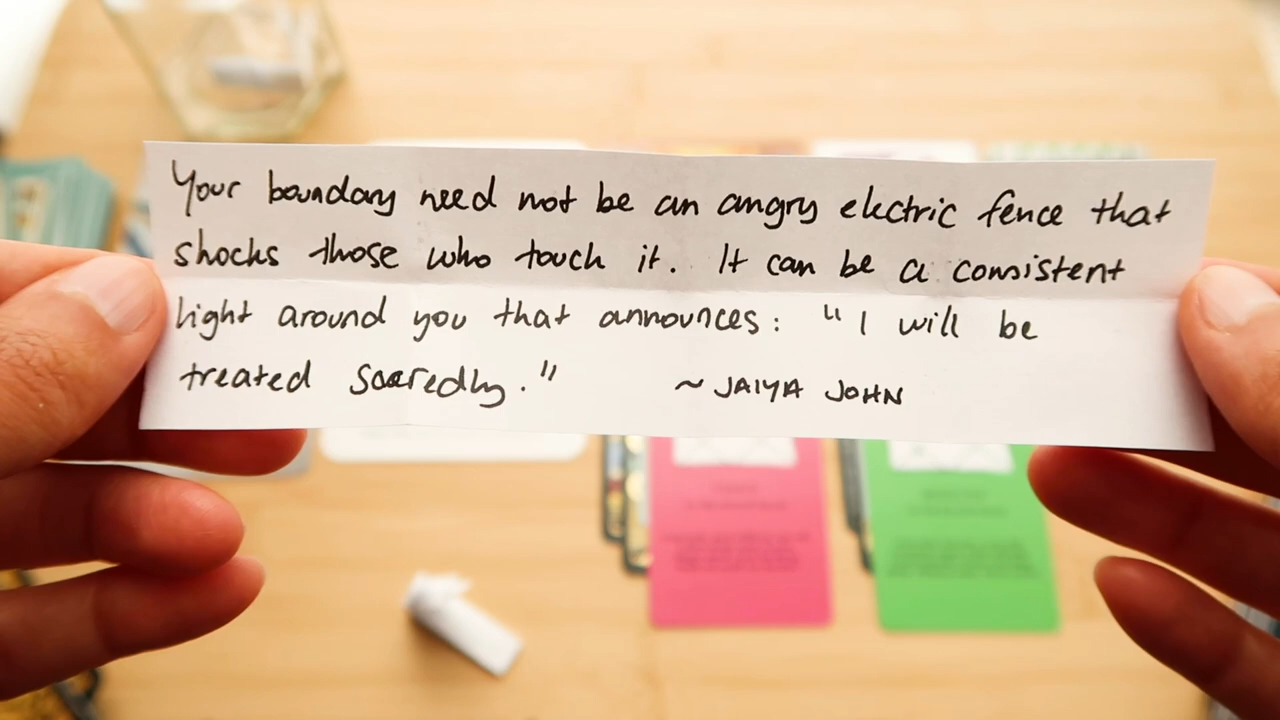 Your boundary need not be an angry electric fence that
shocks those who touch it. It can be a consistent
light around you that announces: "I will be
treated sacredly." ~ JAIYA JOHN